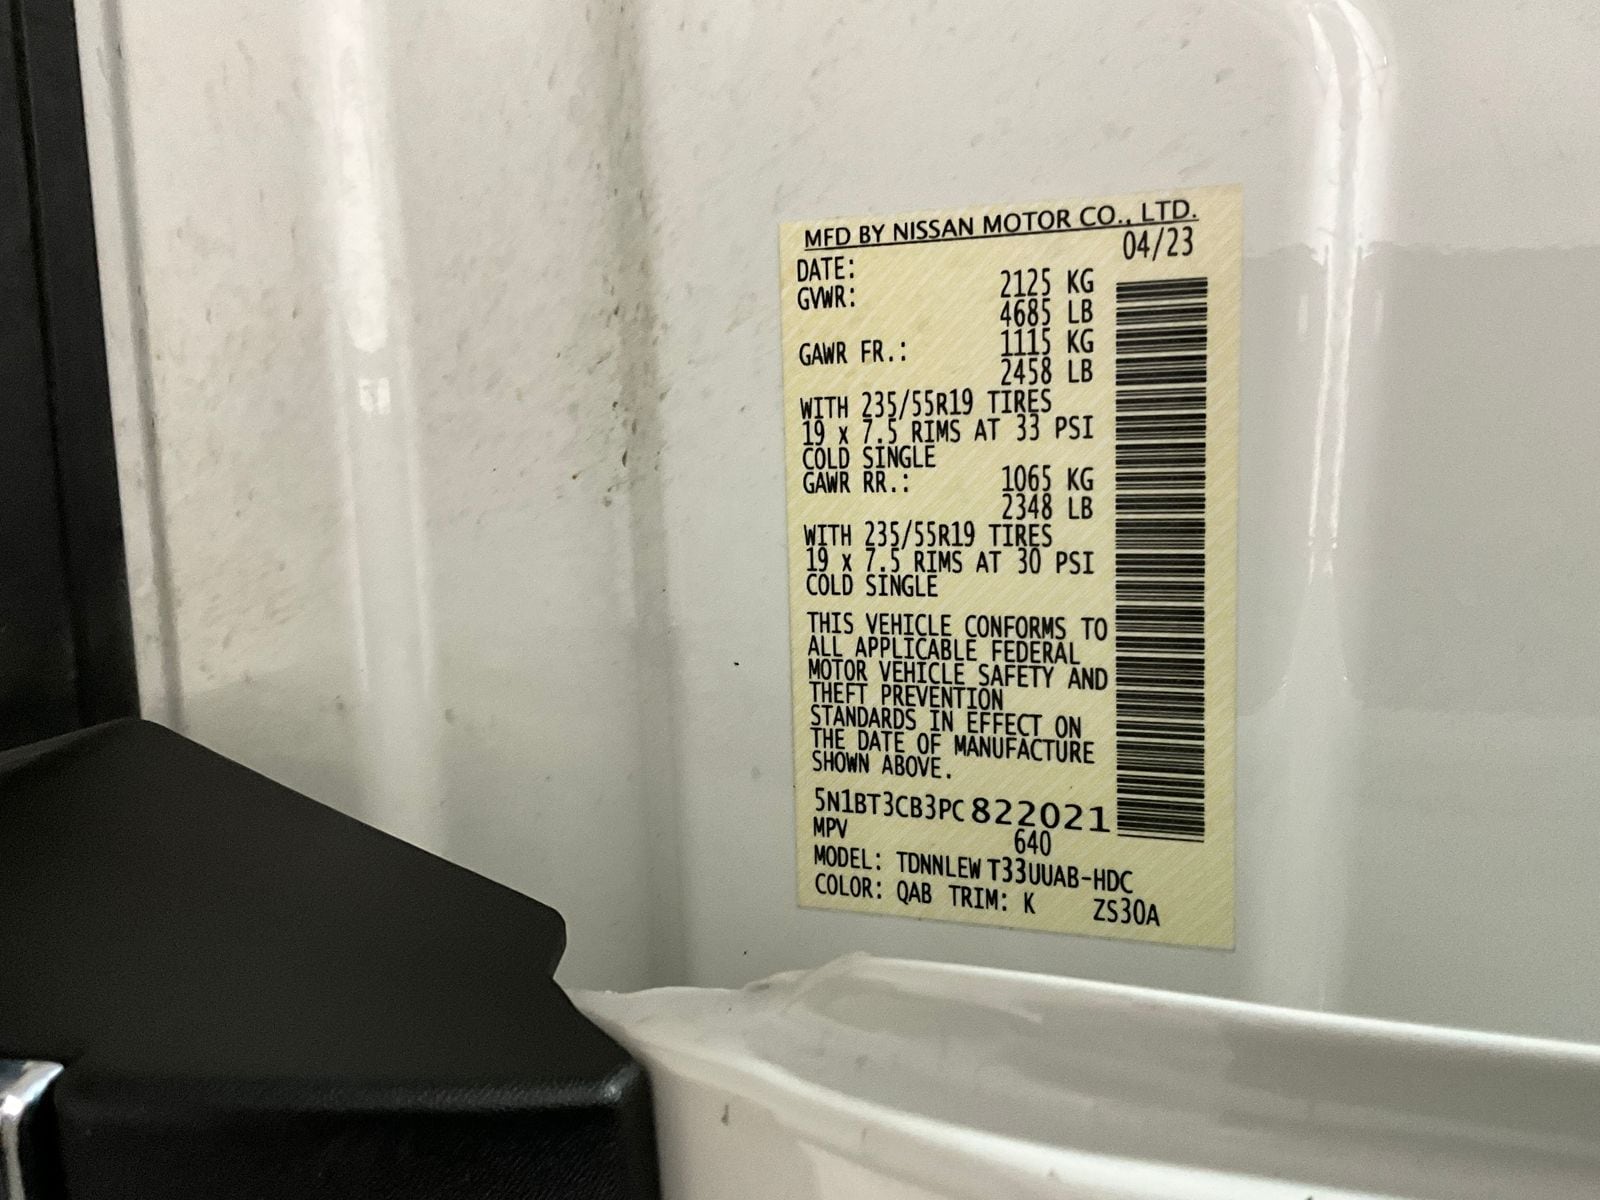 MFD BY NISSAN MOTOR CO., LTD.
DATE: 04/23
GVWR: 2125 KG
4685 LB
GAWR FR.: 1115 KG
2458 LB
WITH 235/55R19 TIRES
19 x 7.5 RIMS AT 33 PSI
COLD SINGLE
GAWR RR.: 1065 KG
2348 LB
WITH 235/55R19 TIRES
19 x 7.5 RIMS AT 30 PSI
COLD SINGLE
THIS VEHICLE CONFORMS TO
ALL APPLICABLE FEDERAL
MOTOR VEHICLE SAFETY AND
THEFT PREVENTION
STANDARDS IN EFFECT ON
THE DATE OF MANUFACTURE
SHOWN ABOVE.
5N1BT3CB3PC822021
MPV 640
MODEL: TDNNLEWT33UUAB-HDC
COLOR: QAB TRIM: K ZS30A